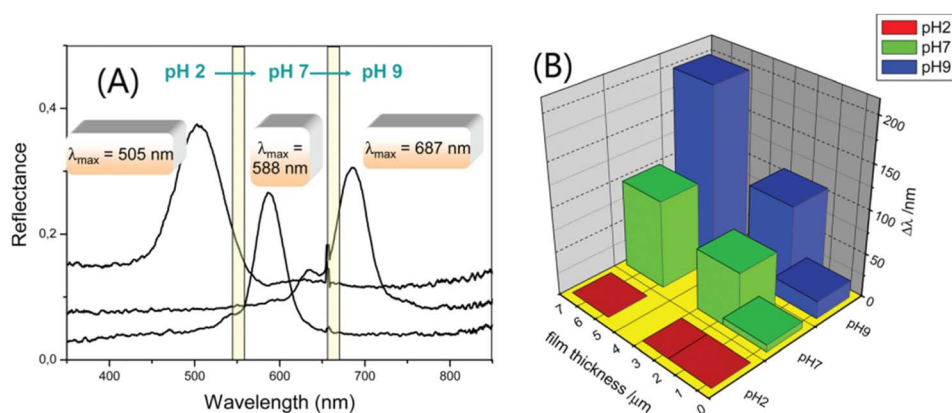 (A)
pH 2 → pH 7 → pH 9
λmax = 505 nm
λmax =
588 nm
λmax = 687 nm
Reflectance
0,4
0,2
0,0
400
500
600
700
800
Wavelength (nm)
(B)
pH2
pH7
pH9
200
150
100
50
0
Δλ /nm
7
6
5
4
3
2
1
0
film thickness /µm
pH2
pH7
pH9